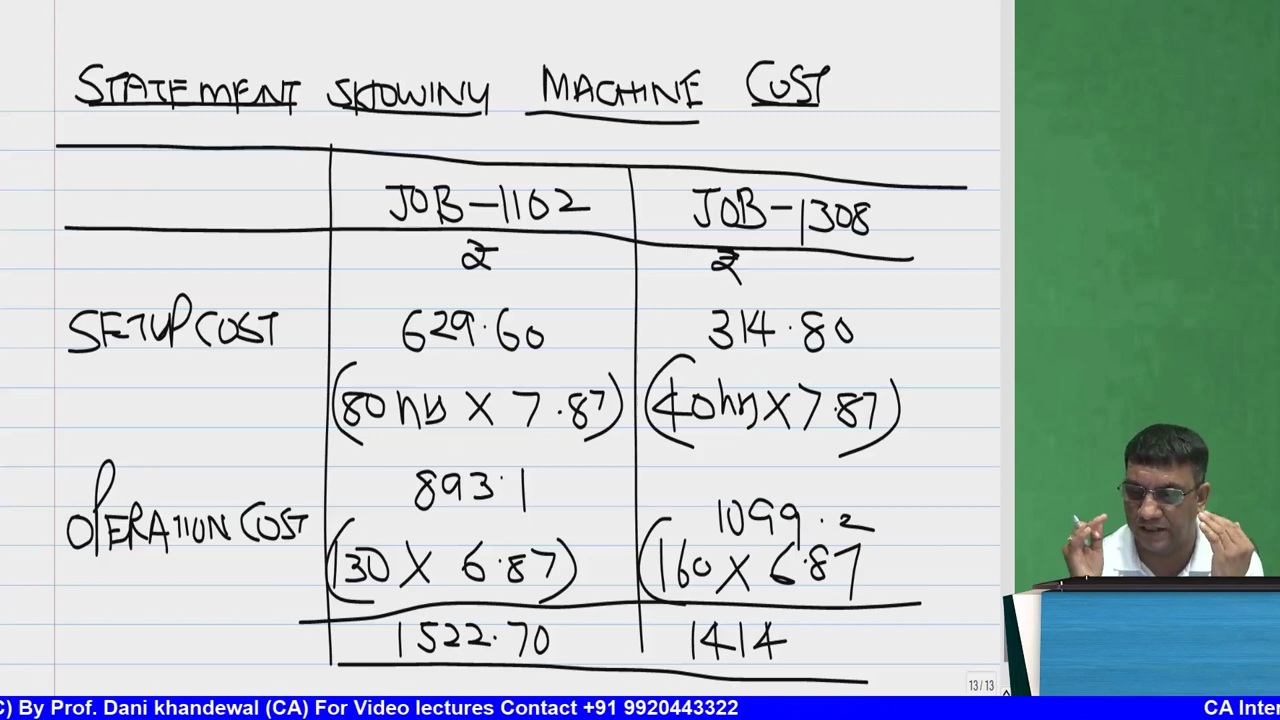 STATEMENT SHOWING MACHINE COST
JOB-1102 JOB-1308
₹ ₹
SETUP COST 629.60 314.80
(80 hrs X 7.87) (40 hrs X 7.87)
893.1
OPERATION COST 1099.2
(130 X 6.87) (160 X 6.87
1522.70 1414
13/13
C) By Prof. Dani khandewal (CA) For Video lectures Contact +91 9920443322 CA Inter